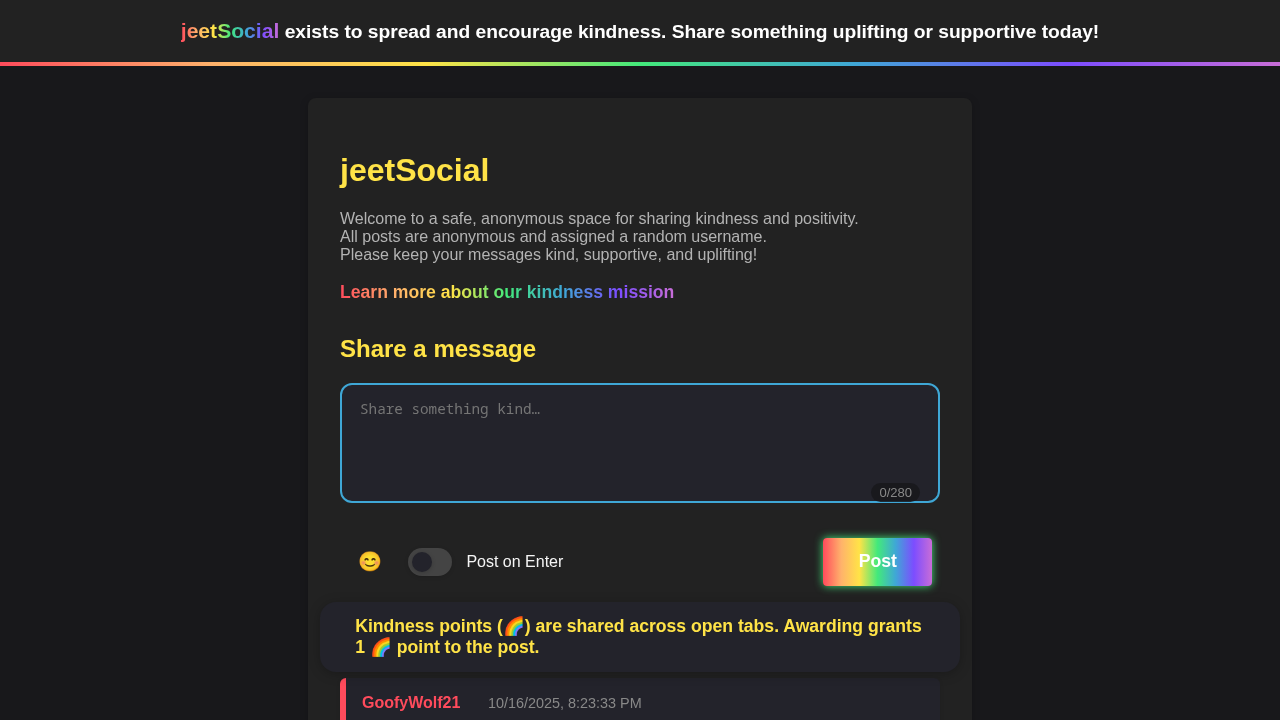 jeetSocial exists to spread and encourage kindness. Share something uplifting or supportive today!
jeetSocial
Welcome to a safe, anonymous space for sharing kindness and positivity.
All posts are anonymous and assigned a random username.
Please keep your messages kind, supportive, and uplifting!
Learn more about our kindness mission
Share a message
Share something kind…
0/280
😊 Post on Enter
Post
Kindness points (🌈) are shared across open tabs. Awarding grants
1 🌈 point to the post.
GoofyWolf21 10/16/2025, 8:23:33 PM